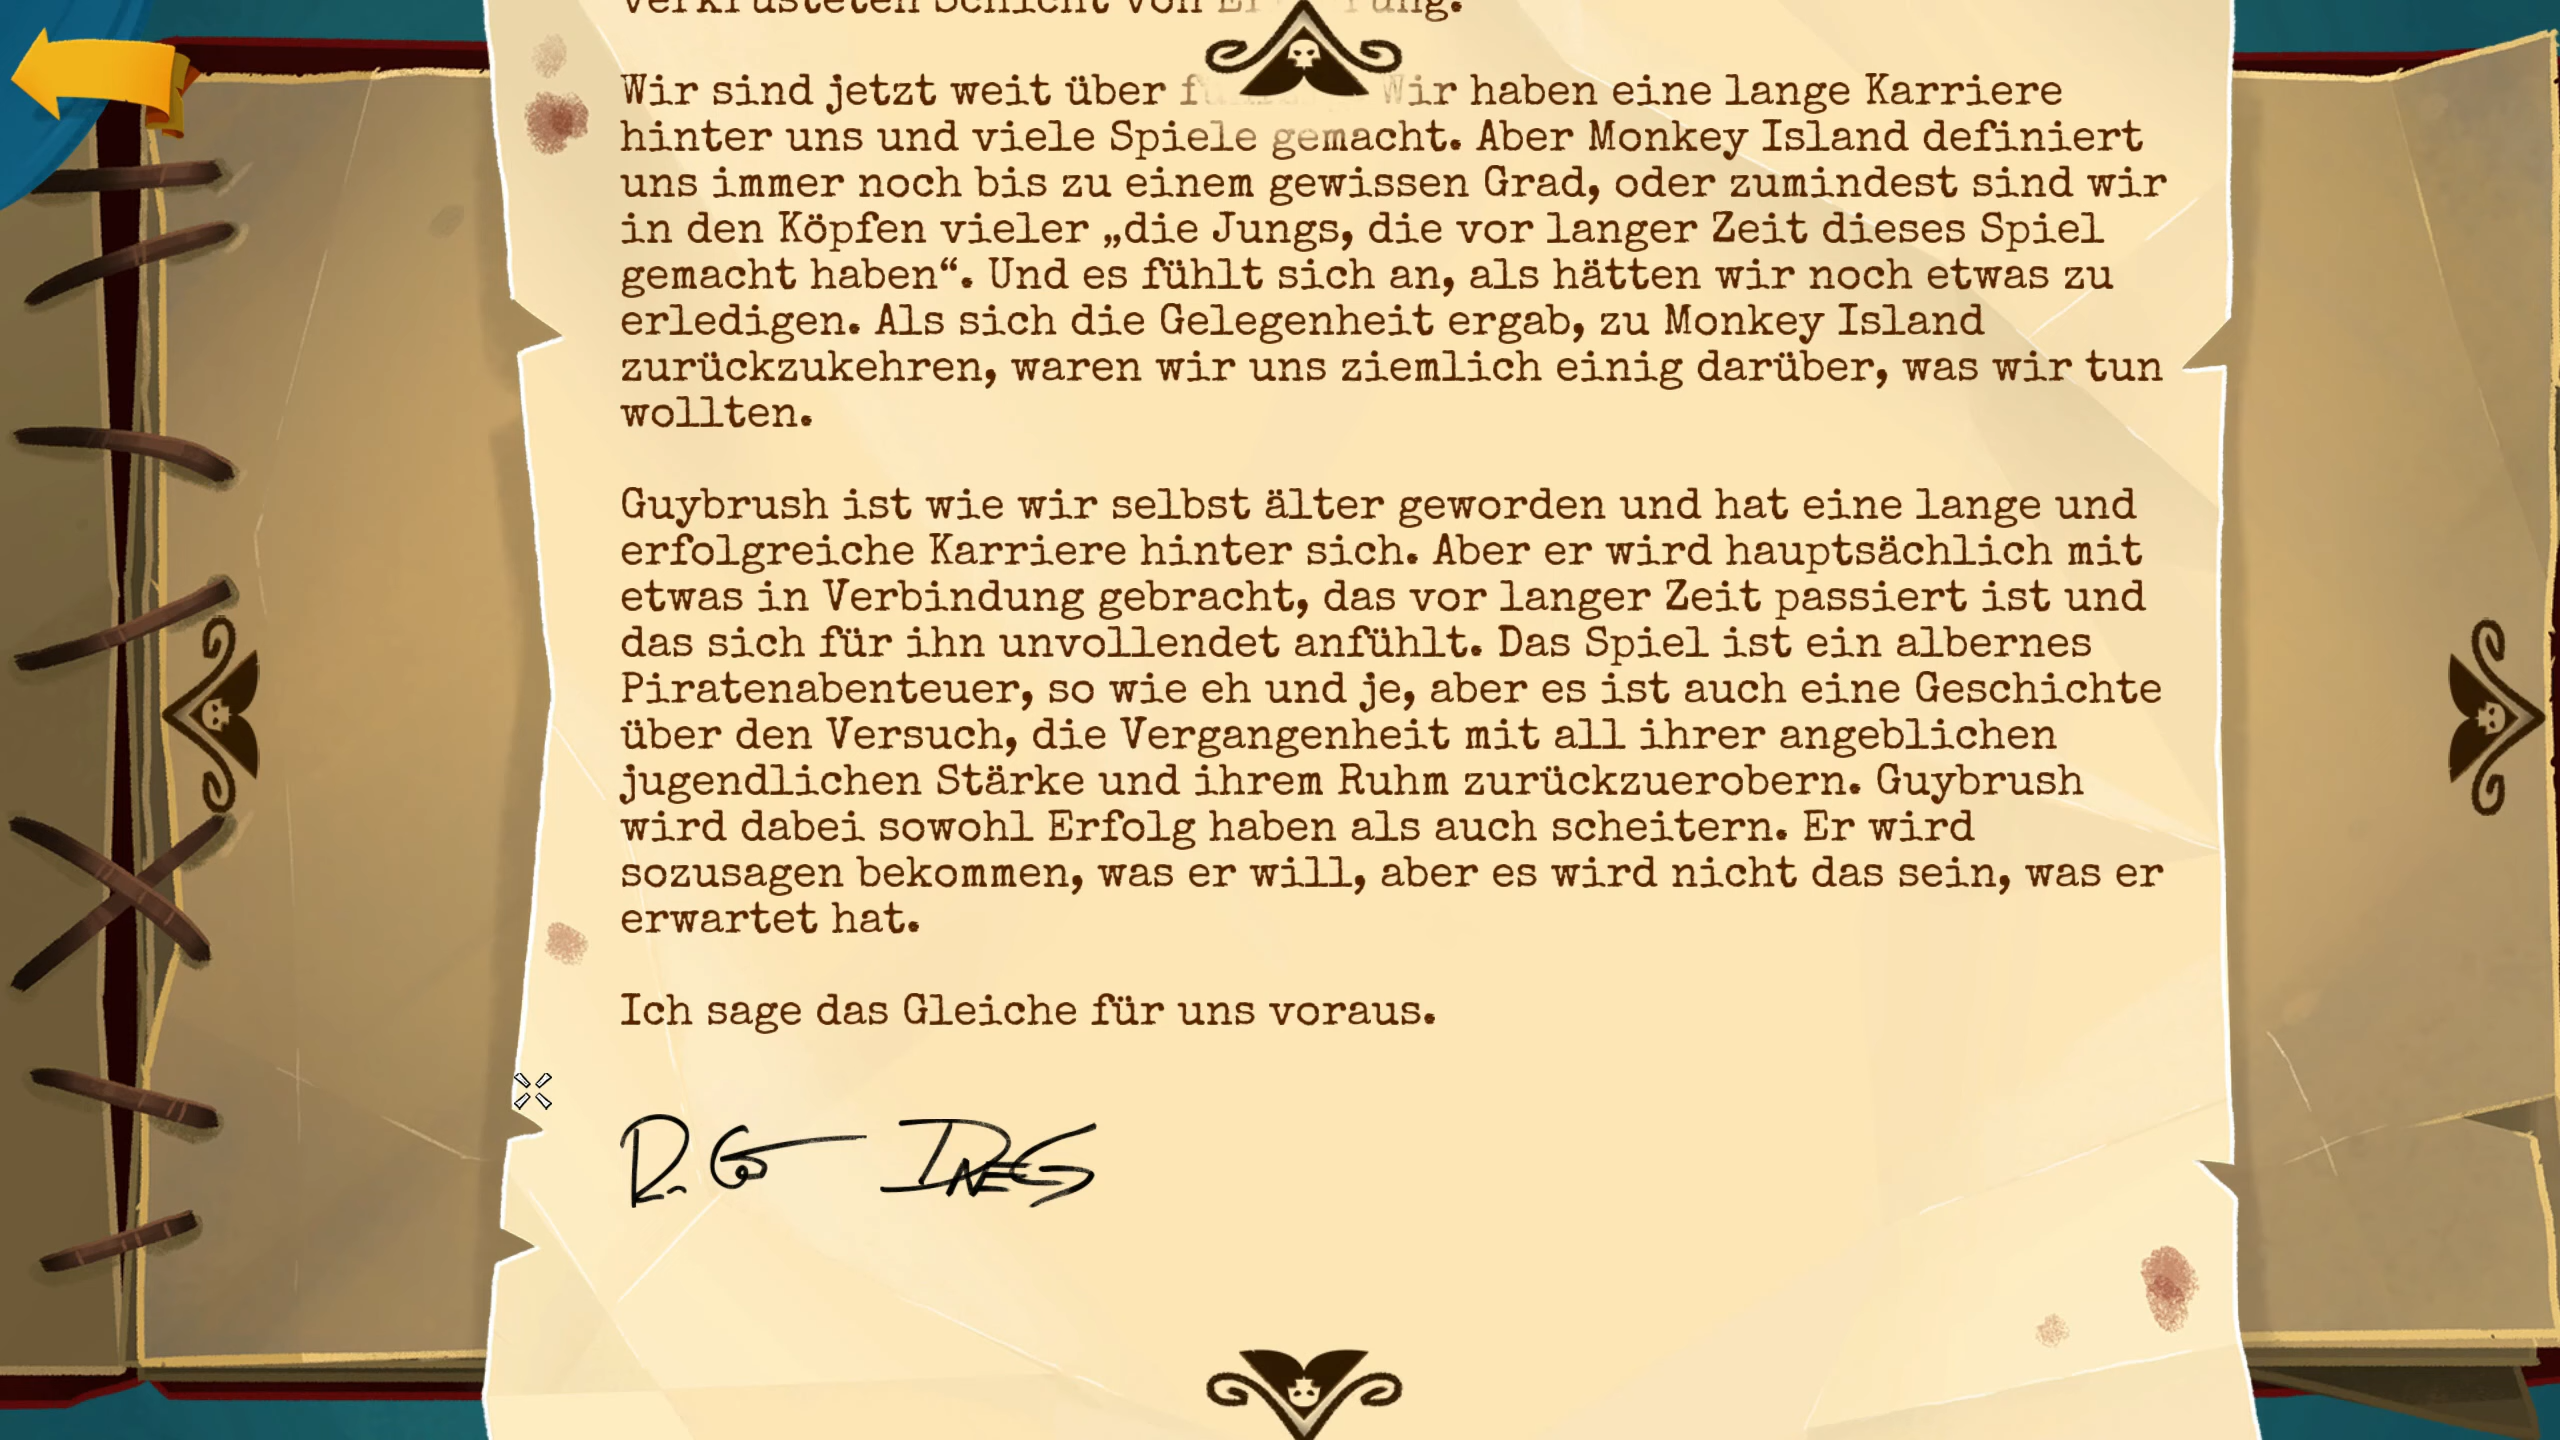 verkrusteten Schicht von
Wir sind jetzt weit über Wir haben eine lange Karriere
hinter uns und viele Spiele gemacht. Aber Monkey Island definiert
uns immer noch bis zu einem gewissen Grad, oder zumindest sind wir
in den Köpfen vieler „die Jungs, die vor langer Zeit dieses Spiel
gemacht haben“. Und es fühlt sich an, als hätten wir noch etwas zu
erledigen. Als sich die Gelegenheit ergab, zu Monkey Island
zurückzukehren, waren wir uns ziemlich einig darüber, was wir tun
wollten.
Guybrush ist wie wir selbst älter geworden und hat eine lange und
erfolgreiche Karriere hinter sich. Aber er wird hauptsächlich mit
etwas in Verbindung gebracht, das vor langer Zeit passiert ist und
das sich für ihn unvollendet anfühlt. Das Spiel ist ein albernes
Piratenabenteuer, so wie eh und je, aber es ist auch eine Geschichte
über den Versuch, die Vergangenheit mit all ihrer angeblichen
jugendlichen Stärke und ihrem Ruhm zurückzuerobern. Guybrush
wird dabei sowohl Erfolg haben als auch scheitern. Er wird
sozusagen bekommen, was er will, aber es wird nicht das sein, was er
erwartet hat.
Ich sage das Gleiche für uns voraus.